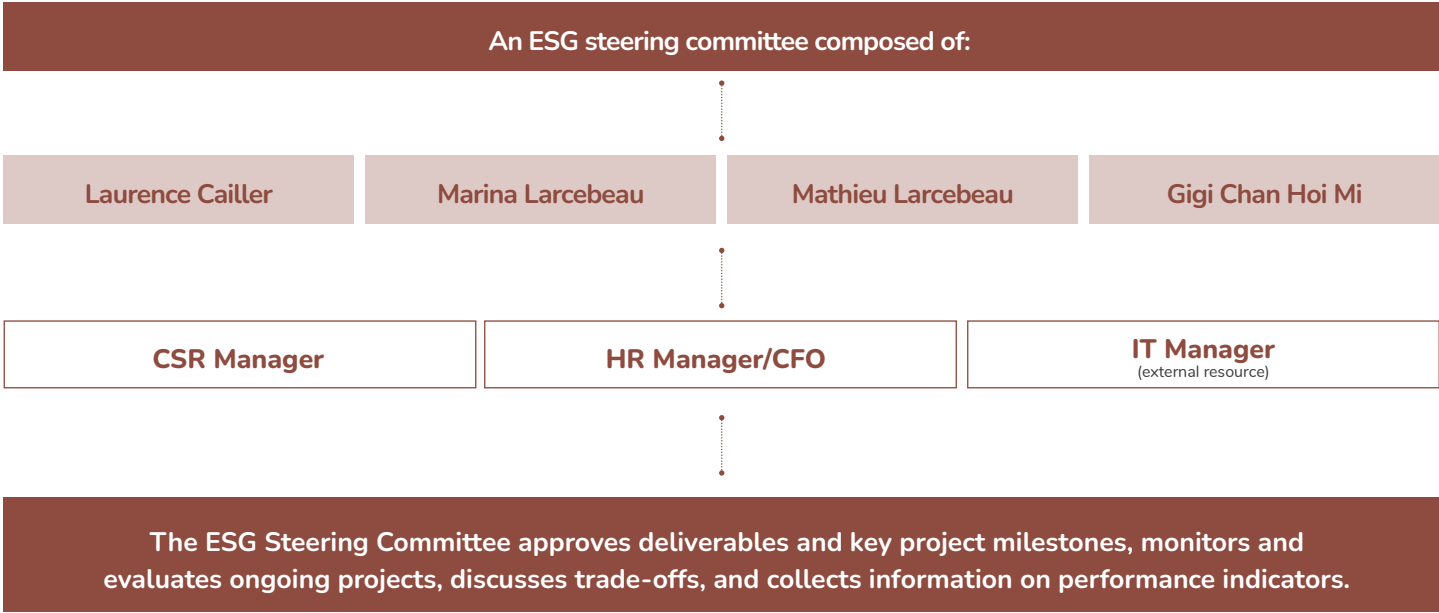 An ESG steering committee composed of:
Laurence Cailler
Marina Larcebeau
Mathieu Larcebeau
Gigi Chan Hoi Mi
CSR Manager
HR Manager/CFO
IT Manager
(external resource)
The ESG Steering Committee approves deliverables and key project milestones, monitors and
evaluates ongoing projects, discusses trade-offs, and collects information on performance indicators.